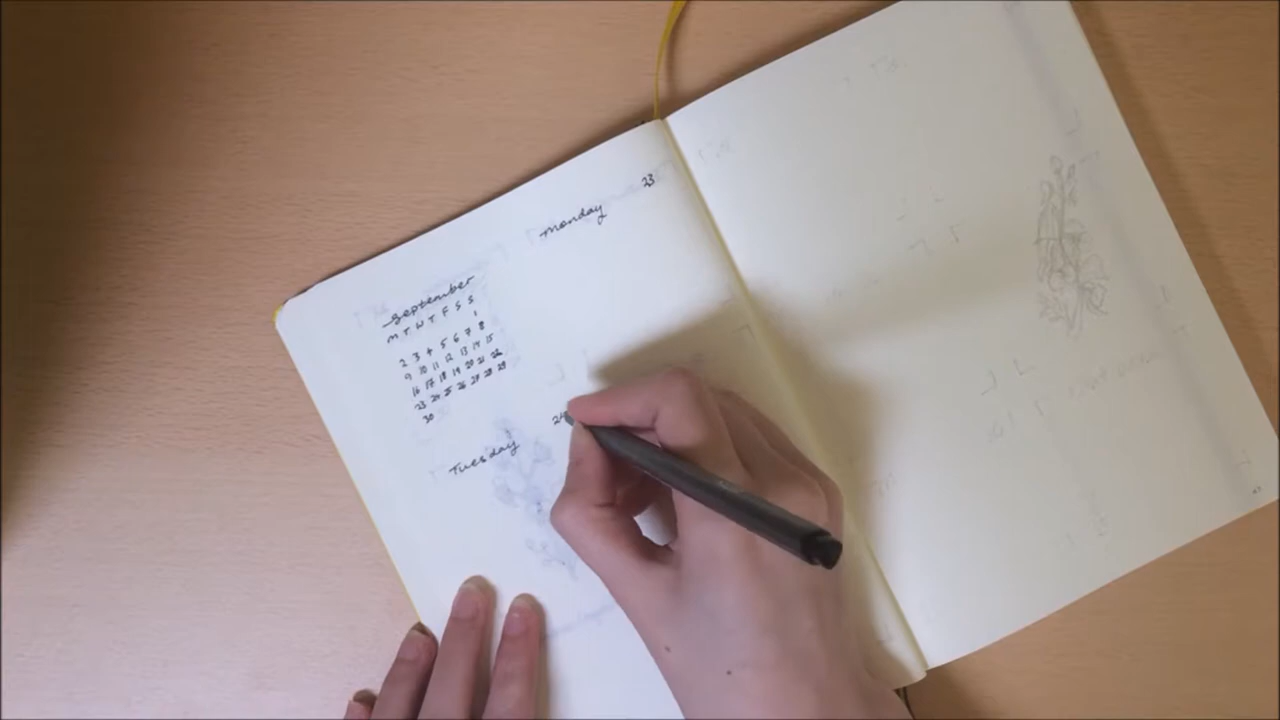 23
Monday
September
M T W T F S S
1
2 3 4 5 6 7 8
9 10 11 12 13 14 15
16 17 18 19 20 21 22
23 24 25 26 27 28 29
30
24
Tuesday